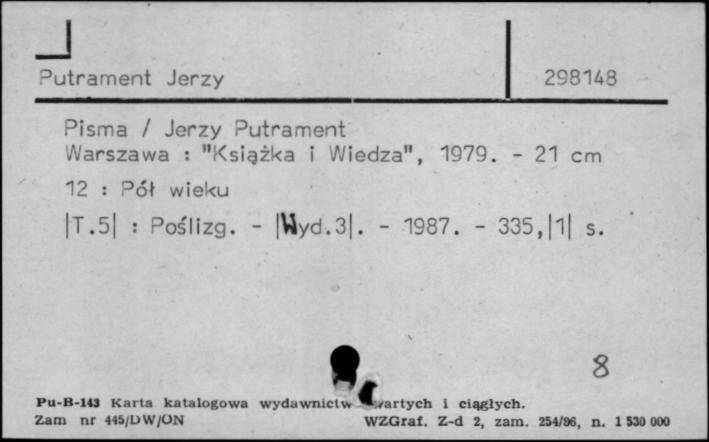 Putrament Jerzy 298148
Pisma / Jerzy Putrament
Warszawa : "Książka i Wiedza", 1979. - 21 cm
12 : Pół wieku
|T.5| : Poślizg. - |Wyd.3|. - 1987. - 335,|1| s.
8
Pu-B-143 Karta katalogowa wydawnictw i ciągłych.
Zam nr 445/DW/ON WZGraf. Z-d 2, zam. 254/86, n. 1 530 000